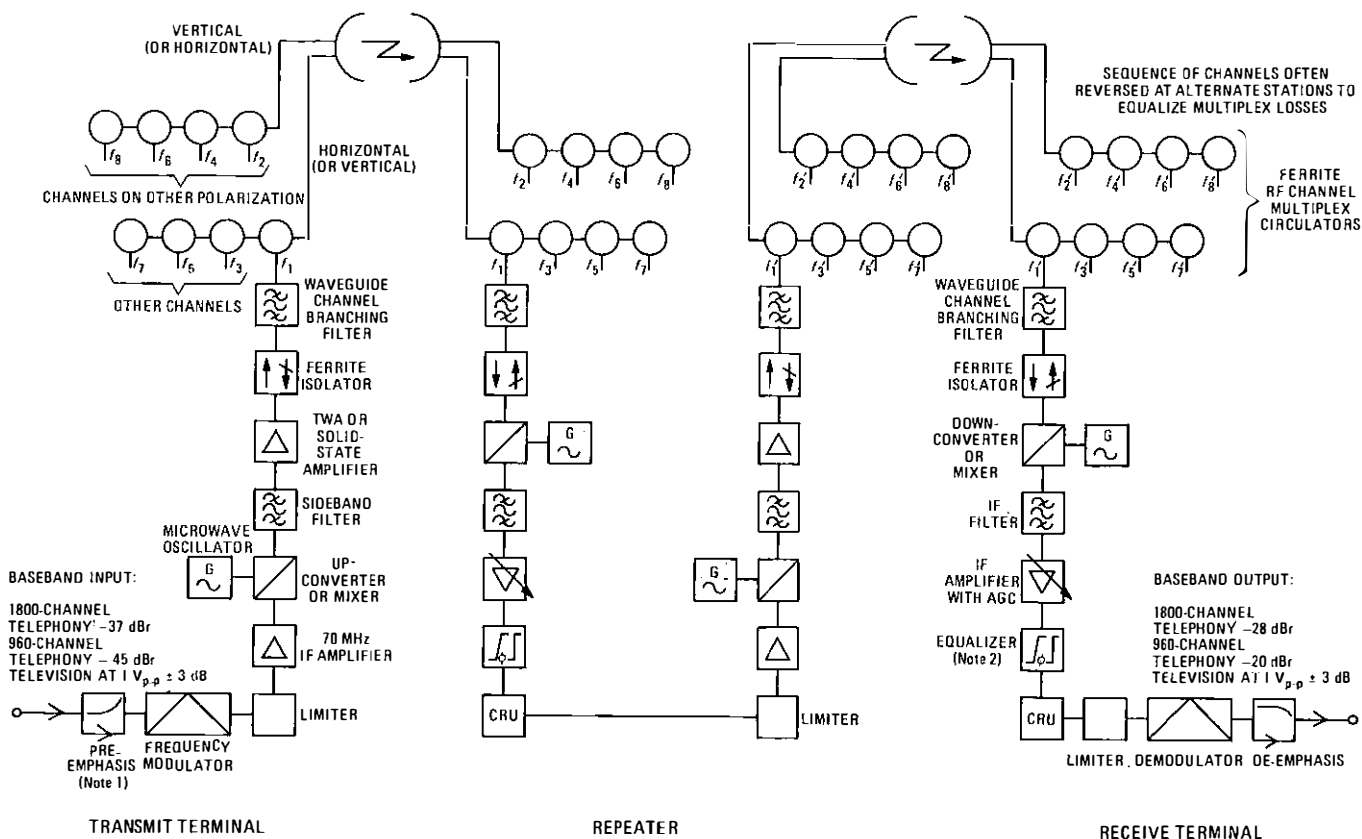 VERTICAL
(OR HORIZONTAL)
SEQUENCE OF CHANNELS OFTEN
REVERSED AT ALTERNATE STATIONS TO
EQUALIZE MULTIPLEX LOSSES
f8 f6 f4 f2
HORIZONTAL
(OR VERTICAL)
f2 f4 f6 f8
f2' f4' f6' f8'
f2' f4' f6' f8'
CHANNELS ON OTHER POLARIZATION
FERRITE
RF CHANNEL
MULTIPLEX
CIRCULATORS
f7 f5 f3 f1
f1 f3 f5 f7
f1' f3' f5' f7'
f1' f3' f5' f7'
OTHER CHANNELS
WAVEGUIDE
CHANNEL
BRANCHING
FILTER
WAVEGUIDE
CHANNEL
BRANCHING
FILTER
FERRITE
ISOLATOR
FERRITE
ISOLATOR
TWA OR
SOLID-
STATE
AMPLIFIER
G
DOWN-
CONVERTER
OR
MIXER
G
SIDEBAND
FILTER
IF
FILTER
MICROWAVE
OSCILLATOR
G
UP-
CONVERTER
OR MIXER
G
IF
AMPLIFIER
WITH AGC
BASEBAND INPUT:
1800-CHANNEL
TELEPHONY -37 dBr
960-CHANNEL
TELEPHONY - 45 dBr
TELEVISION AT 1 Vp-p ± 3 dB
70 MHz
IF AMPLIFIER
EQUALIZER
(Note 2)
BASEBAND OUTPUT:
1800-CHANNEL
TELEPHONY -28 dBr
960-CHANNEL
TELEPHONY -20 dBr
TELEVISION AT 1 Vp-p ± 3 dB
LIMITER
CRU
LIMITER
CRU
PRE-
EMPHASIS
(Note 1)
FREQUENCY
MODULATOR
LIMITER, DEMODULATOR DE-EMPHASIS
TRANSMIT TERMINAL
REPEATER
RECEIVE TERMINAL